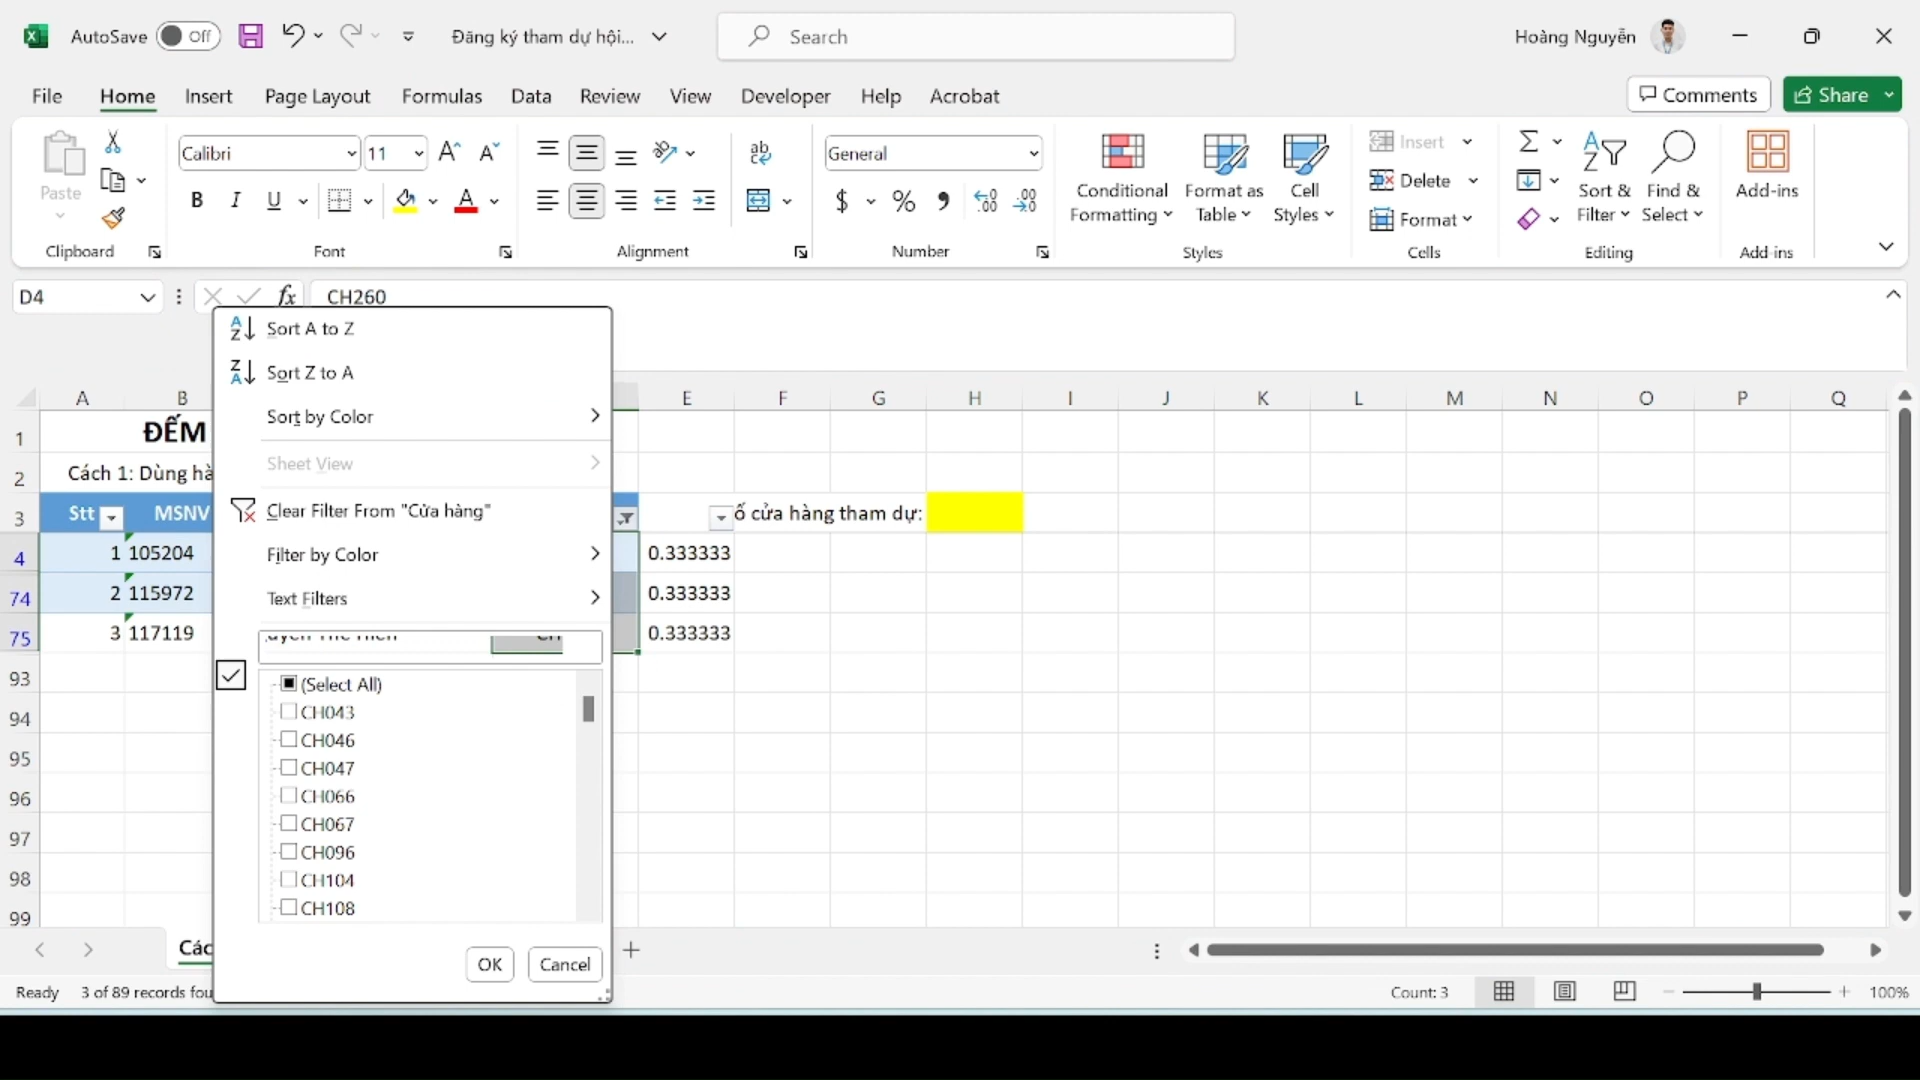 AutoSave Off Đăng ký tham dự hội... Search Hoàng Nguyễn
File Home Insert Page Layout Formulas Data Review View Developer Help Acrobat Comments Share
Paste Calibri 11 General Conditional Formatting Format as Table Cell Styles Insert Delete Format Sort & Filter Find & Select Add-ins
Clipboard Font Alignment Number Styles Cells Editing Add-ins
D4 fx CH260
Sort A to Z
Sort Z to A
Sort by Color
Sheet View
Clear Filter From "Cửa hàng"
Filter by Color
Text Filters
(Select All)
CH043
CH046
CH047
CH066
CH067
CH096
CH104
CH108
OK Cancel
A B E F G H I J K L M N O P Q
1 ĐẾM
2 Cách 1: Dùng
3 Stt MSNV cửa hàng tham dự:
4 1 105204 0.333333
74 2 115972 0.333333
75 3 117119 0.333333
93
94
95
96
97
98
99
Ready 3 of 89 records Count: 3 100%